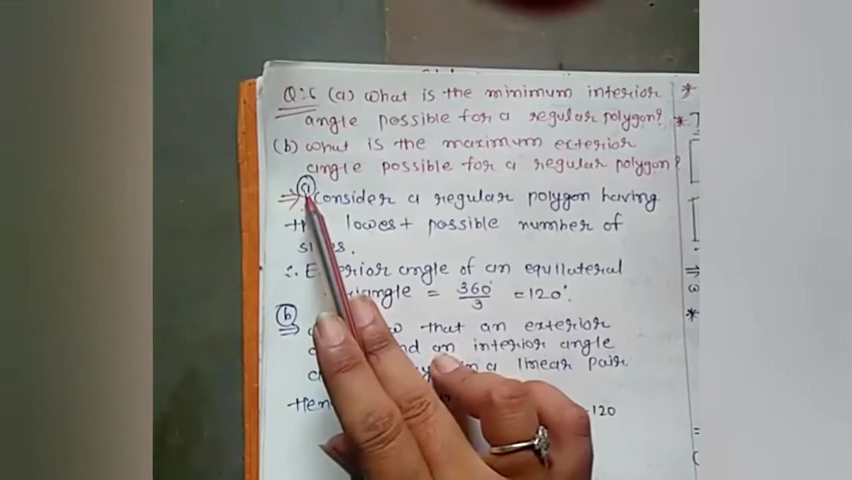 Q:6 (a) What is the minimum interior
angle possible for a regular polygon?
(b) What is the maximum exterior
angle possible for a regular polygon?
⇒ (a) Consider a regular polygon having
lowest possible number of
∴ Exterior angle of an equilateral
= 360°/3 = 120°.
(b) that an exterior
an interior angle
a linear pair
120